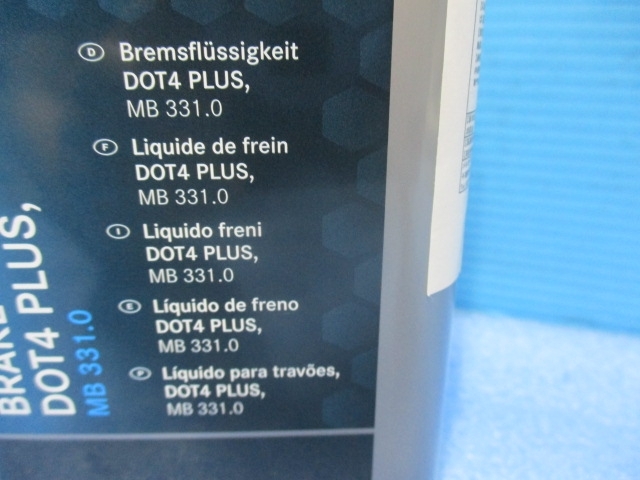 D Bremsflüssigkeit
DOT4 PLUS,
MB 331.0
F Liquide de frein
DOT4 PLUS,
MB 331.0
I Liquido freni
DOT4 PLUS,
MB 331.0
E Líquido de freno
DOT4 PLUS,
MB 331.0
P Líquido para travões,
DOT4 PLUS,
MB 331.0
BRAKE
DOT4 PLUS,
MB 331.0